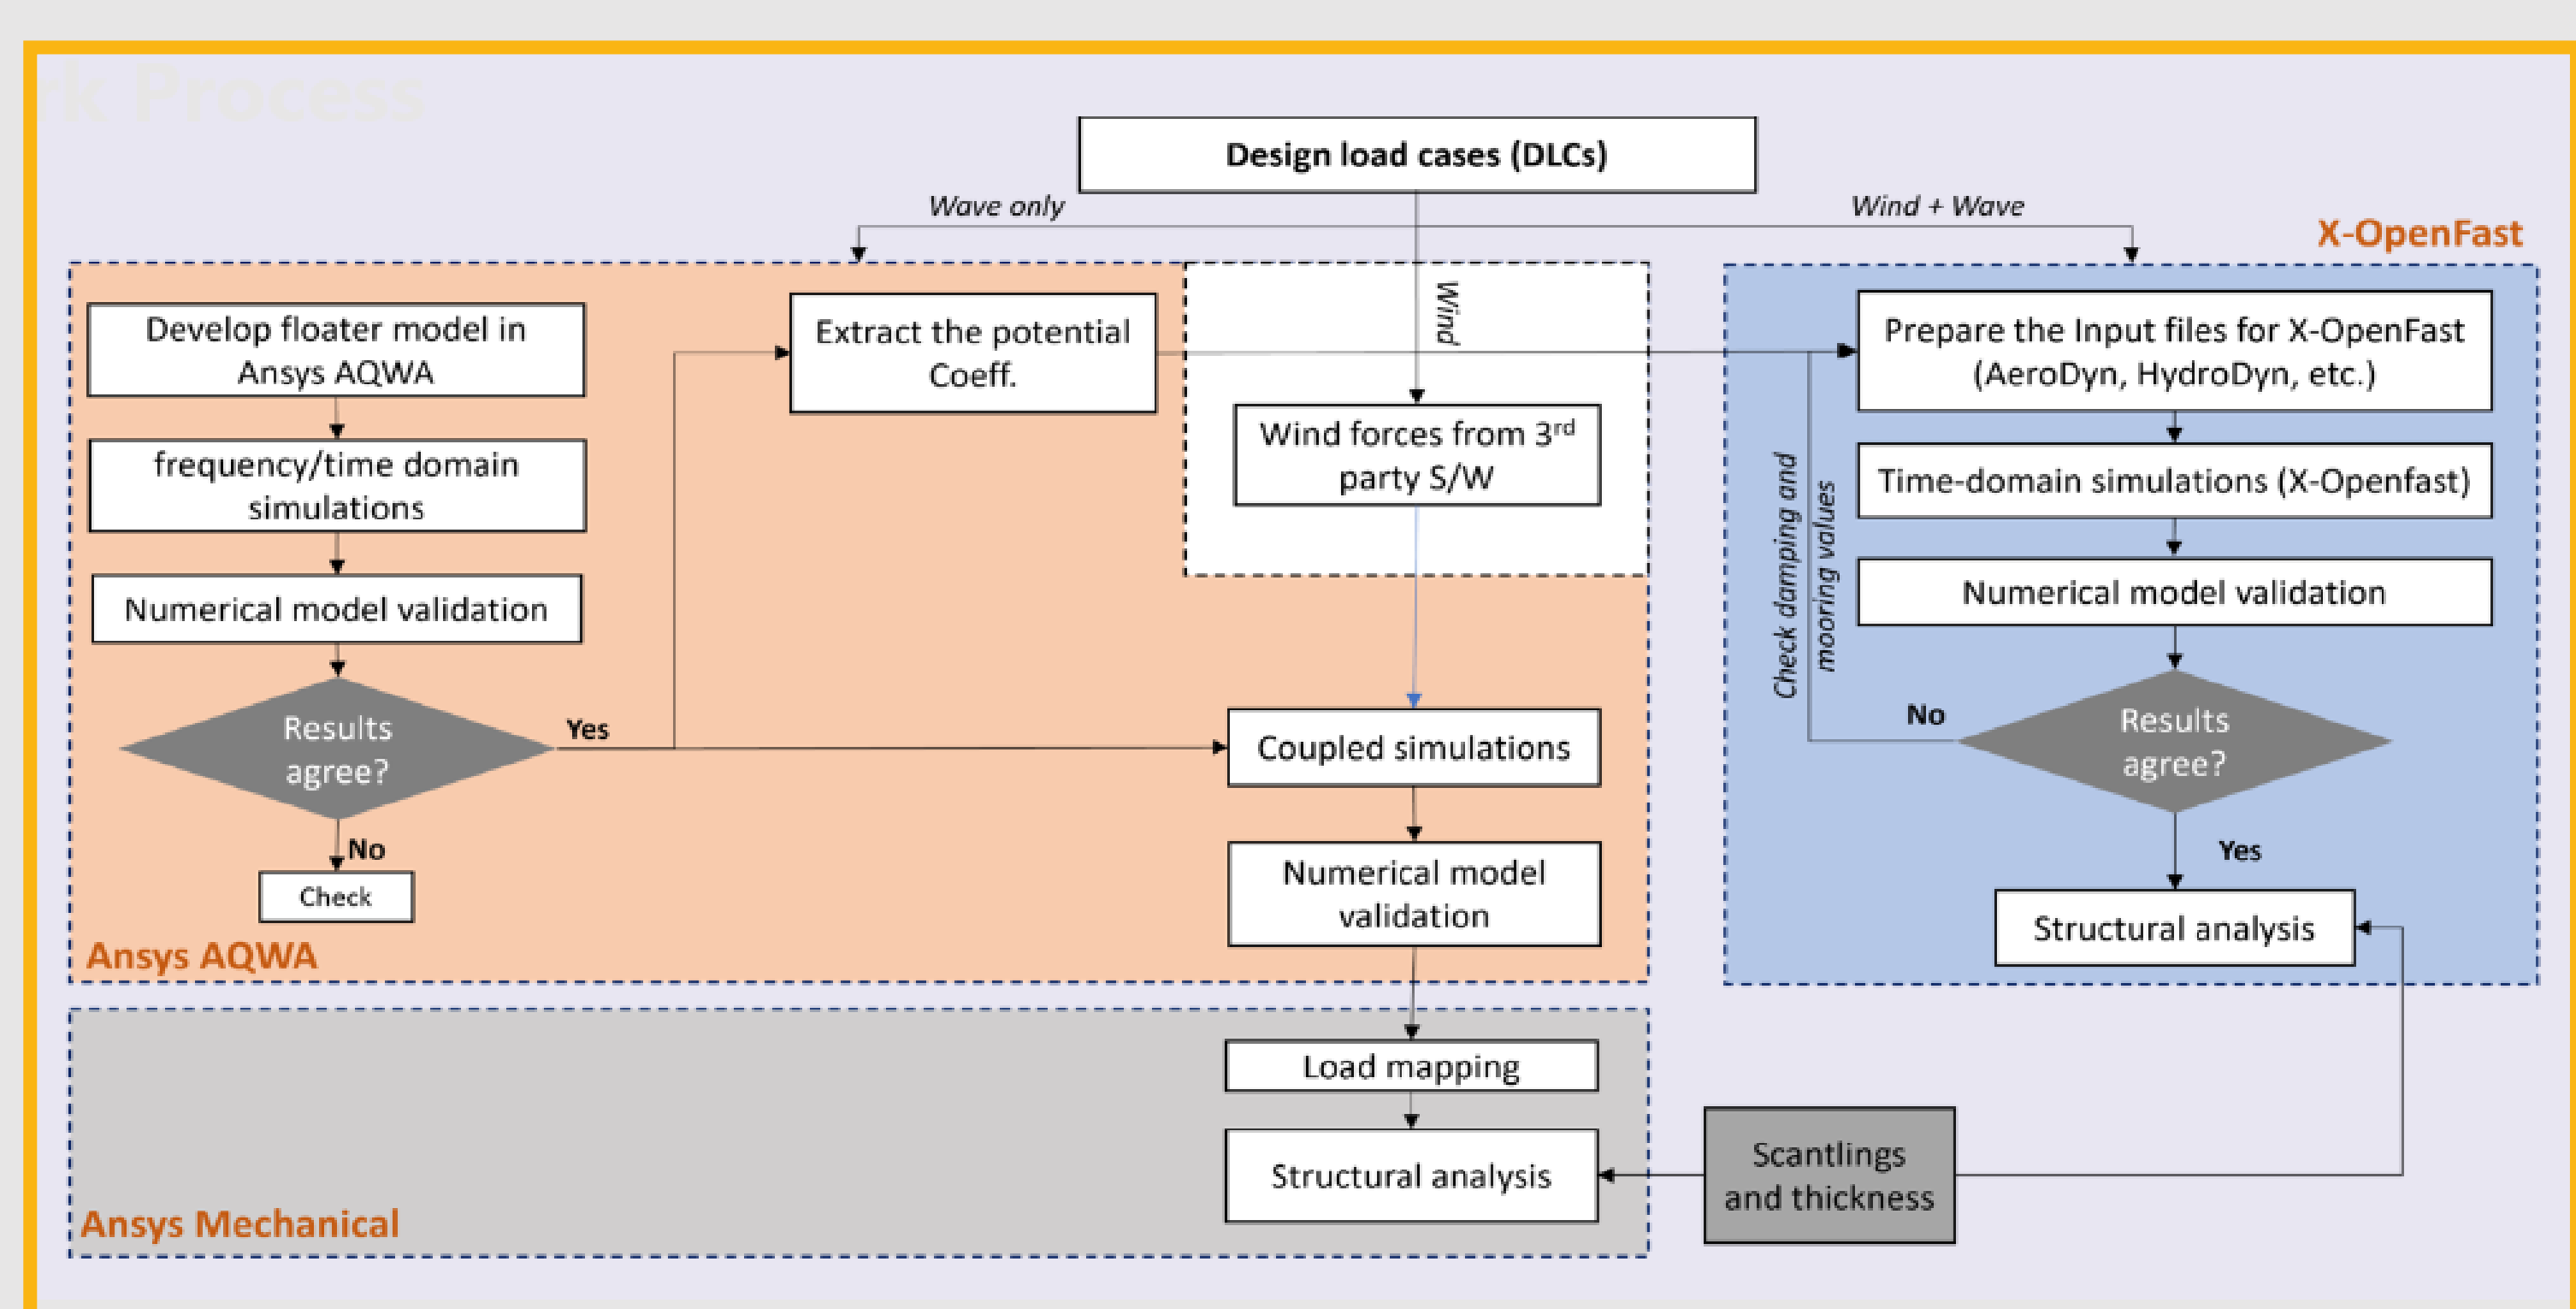 rk Process
Design load cases (DLCs)
Wave only
Wind + Wave
X-OpenFast
Wind
Develop floater model in
Ansys AQWA
frequency/time domain
simulations
Numerical model validation
Results
agree?
Yes
No
Check
Ansys AQWA
Extract the potential
Coeff.
Wind forces from 3rd
party S/W
Coupled simulations
Numerical model
validation
Prepare the Input files for X-OpenFast
(AeroDyn, HydroDyn, etc.)
Time-domain simulations (X-Openfast)
Numerical model validation
Check damping and
mooring values
No
Results
agree?
Yes
Structural analysis
Load mapping
Structural analysis
Scantlings
and thickness
Ansys Mechanical